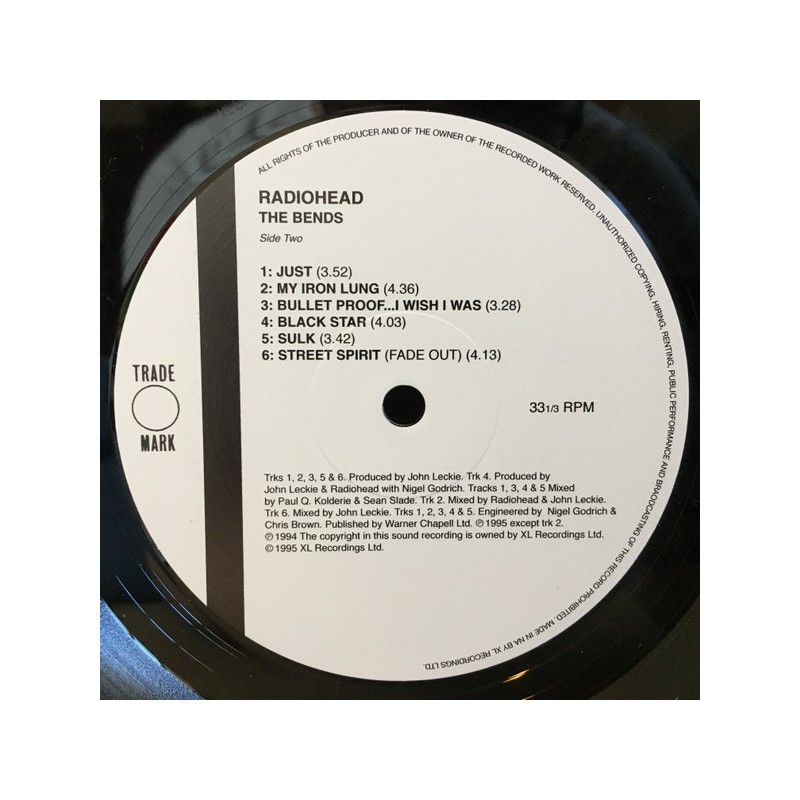 ALL RIGHTS OF THE PRODUCER AND OF THE OWNER OF THE RECORDED WORK RESERVED. UNAUTHORIZED COPYING, HIRING, RENTING, PUBLIC PERFORMANCE AND BRAODCASTING OF THIS RECORD PROHIBITED. MADE IN NA BY XL RECORDINGS LTD.
RADIOHEAD
THE BENDS
Side Two
1: JUST (3.52)
2: MY IRON LUNG (4.36)
3: BULLET PROOF...I WISH I WAS (3.28)
4: BLACK STAR (4.03)
5: SULK (3.42)
6: STREET SPIRIT (FADE OUT) (4.13)
TRADE
MARK
33 1/3 RPM
Trks 1, 2, 3, 5 & 6. Produced by John Leckie. Trk 4. Produced by
John Leckie & Radiohead with Nigel Godrich. Tracks 1, 3, 4 & 5 Mixed
by Paul Q. Kolderie & Sean Slade. Trk 2. Mixed by Radiohead & John Leckie.
Trk 6. Mixed by John Leckie. Trks 1, 2, 3, 4 & 5. Engineered by Nigel Godrich &
Chris Brown. Published by Warner Chapell Ltd. ℗ 1995 except trk 2.
℗ 1994 The copyright in this sound recording is owned by XL Recordings Ltd.
© 1995 XL Recordings Ltd.